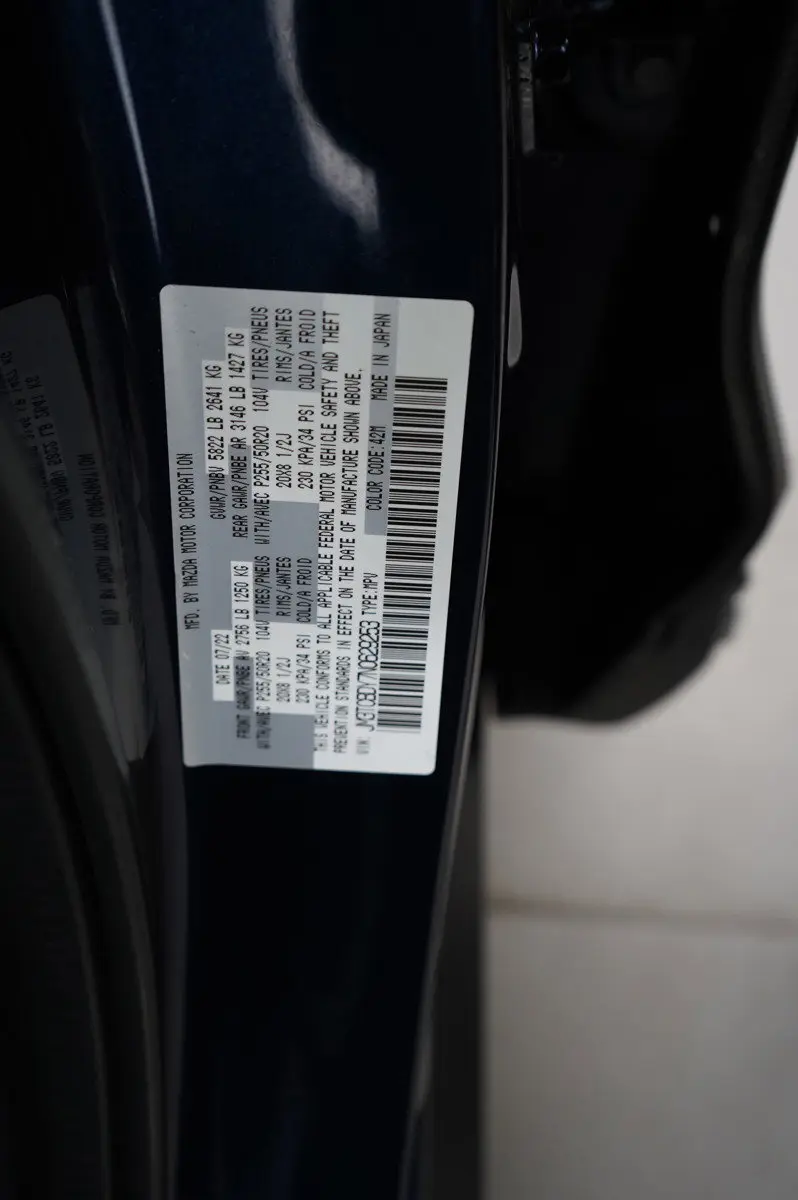 MFD. BY MAZDA MOTOR CORPORATION
DATE 07/22 GVWR/PNBV 5822 LB 2641 KG
FRONT GAWR/PNBE AV 2756 LB 1250 KG REAR GAWR/PNBE AR 3146 LB 1427 KG
WITH/AVEC P255/50R20 104V TIRES/PNEUS WITH/AVEC P255/50R20 104V TIRES/PNEUS
20X8 1/2J RIMS/JANTES 20X8 1/2J RIMS/JANTES
230 KPA/34 PSI COLD/A FROID 230 KPA/34 PSI COLD/A FROID
THIS VEHICLE CONFORMS TO ALL APPLICABLE FEDERAL MOTOR VEHICLE SAFETY AND THEFT
PREVENTION STANDARDS IN EFFECT ON THE DATE OF MANUFACTURE SHOWN ABOVE.
VIN: JM3TCBDY7N0629253 TYPE:MPV COLOR CODE:42M MADE IN JAPAN